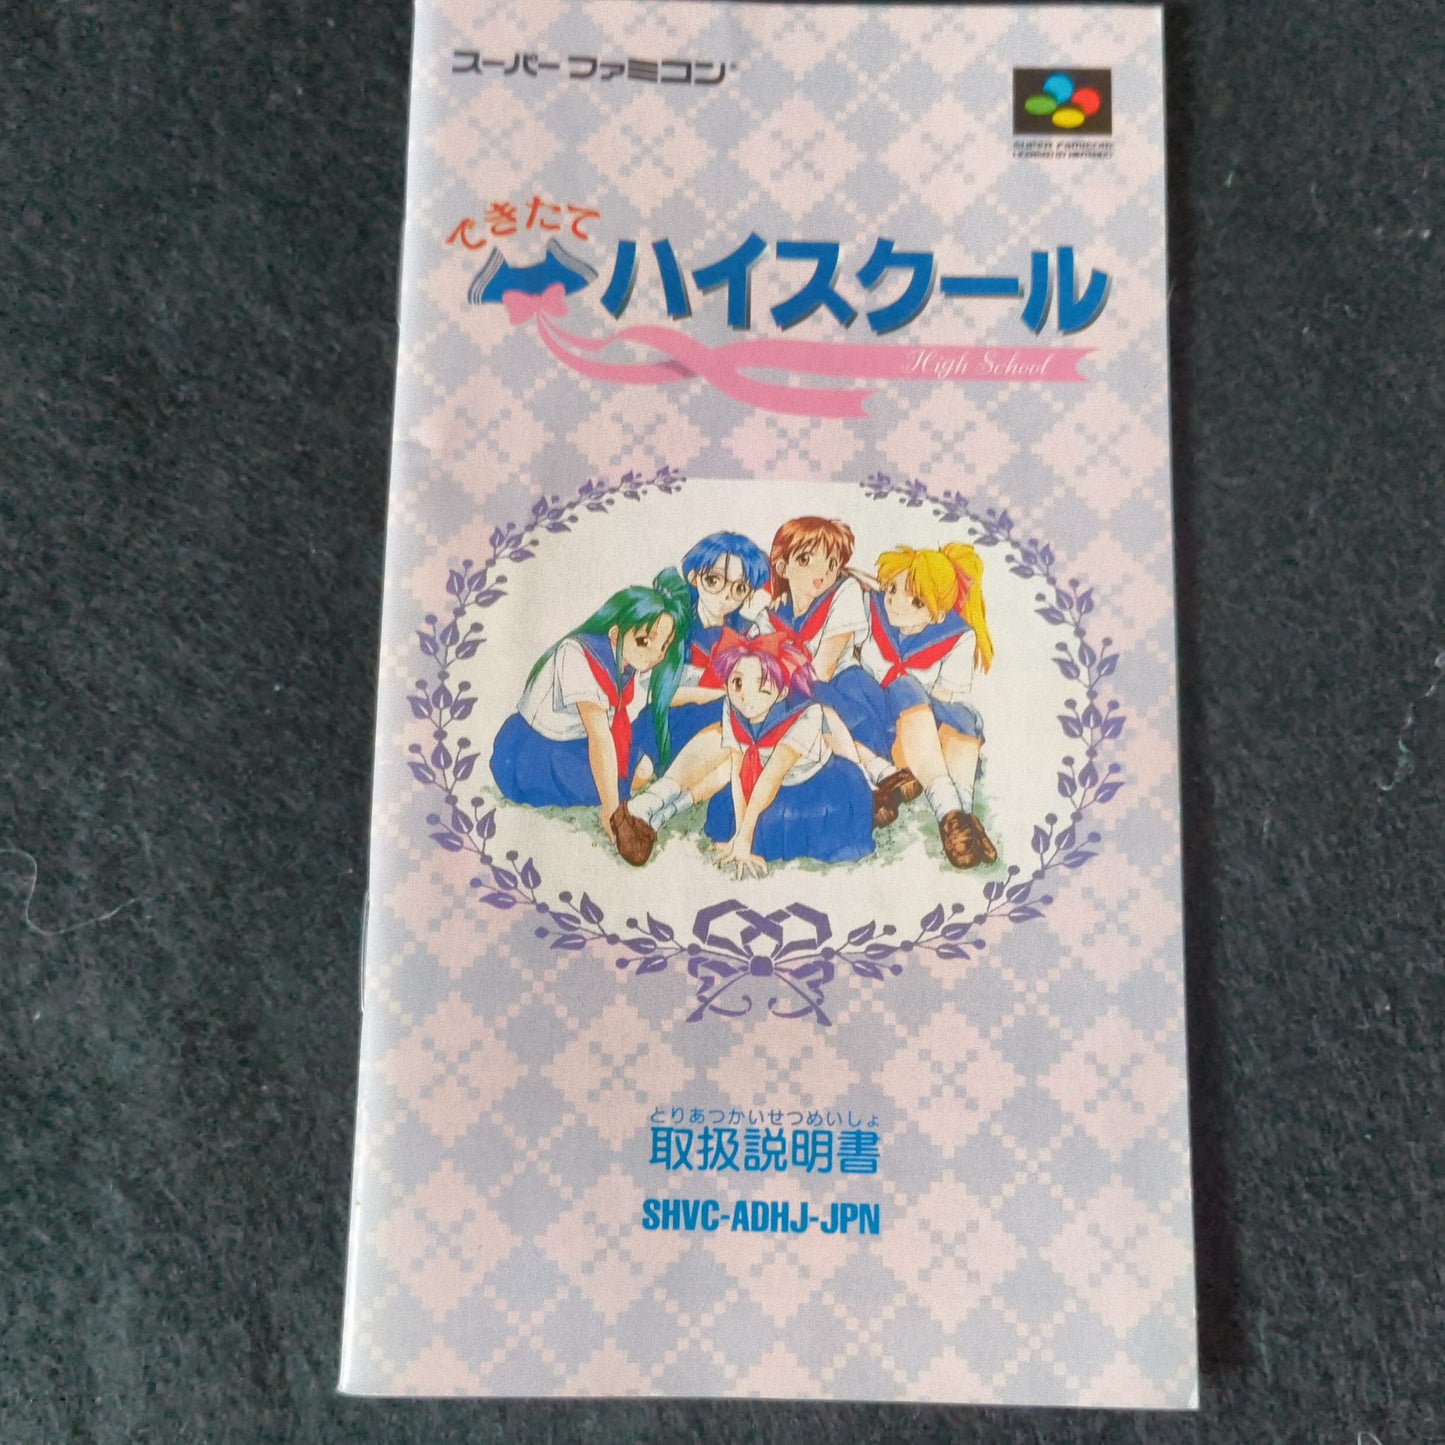 スーパーファミコン®
SUPER FAMICOM
LICENSED BY NINTENDO
できたて
ハイスクール
High School
とりあつかいせつめいしょ
取扱説明書
SHVC-ADHJ-JPN